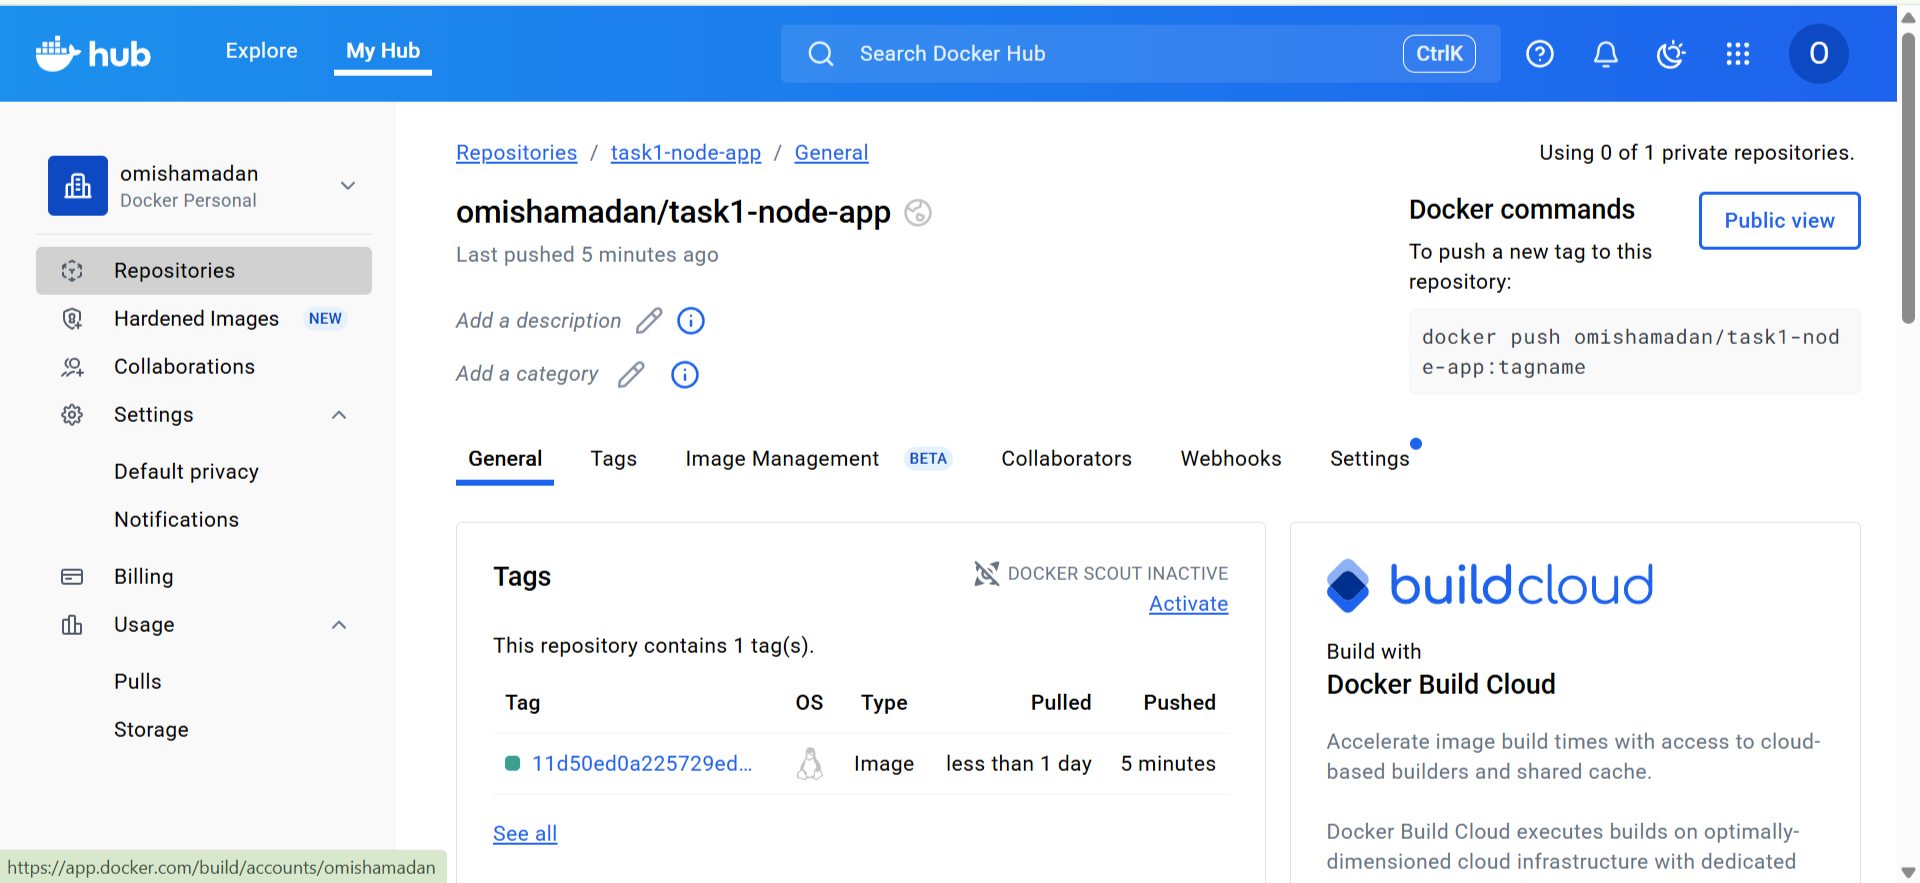 hub
Explore
My Hub
Search Docker Hub
CtrlK
O
omishamadan
Docker Personal
Repositories
Hardened Images NEW
Collaborations
Settings
Default privacy
Notifications
Billing
Usage
Pulls
Storage
https://app.docker.com/build/accounts/omishamadan
Repositories / task1-node-app / General
Using 0 of 1 private repositories.
omishamadan/task1-node-app
Last pushed 5 minutes ago
Add a description
Add a category
Docker commands
Public view
To push a new tag to this
repository:
docker push omishamadan/task1-nod
e-app:tagname
General
Tags
Image Management BETA
Collaborators
Webhooks
Settings
Tags
DOCKER SCOUT INACTIVE
Activate
This repository contains 1 tag(s).
Tag OS Type Pulled Pushed
11d50ed0a225729ed... Image less than 1 day 5 minutes
See all
buildcloud
Build with
Docker Build Cloud
Accelerate image build times with access to cloud-
based builders and shared cache.
Docker Build Cloud executes builds on optimally-
dimensioned cloud infrastructure with dedicated